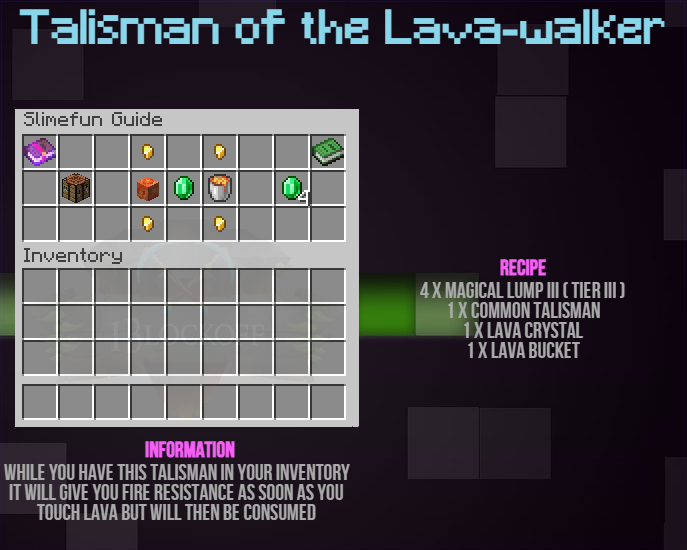 Talisman of the Lava-walker
Slimefun Guide
4
Inventory
BLOCKOFF
RECIPE
4 X MAGICAL LUMP III ( TIER III )
1 X COMMON TALISMAN
1 X LAVA CRYSTAL
1 X LAVA BUCKET
INFORMATION
WHILE YOU HAVE THIS TALISMAN IN YOUR INVENTORY
IT WILL GIVE YOU FIRE RESISTANCE AS SOON AS YOU
TOUCH LAVA BUT WILL THEN BE CONSUMED